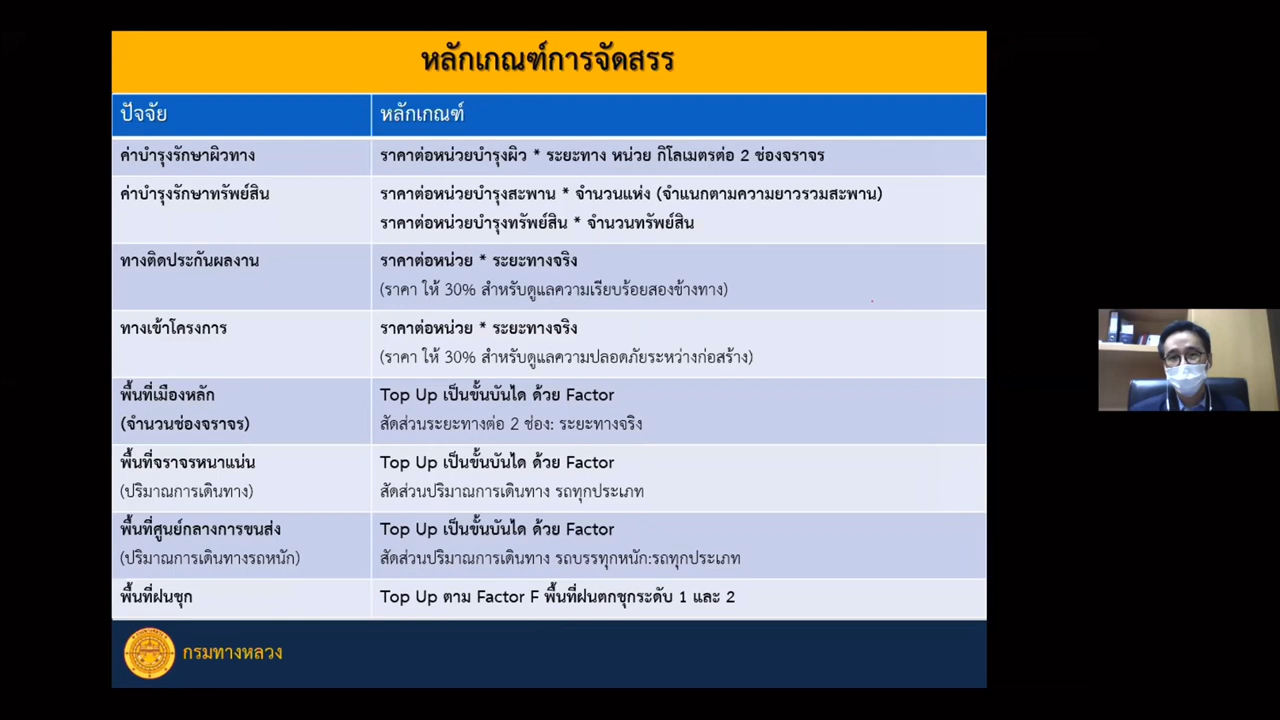 หลักเกณฑ์การจัดสรร
ปัจจัย
หลักเกณฑ์
ค่าบำรุงรักษาผิวทาง
ราคาต่อหน่วยบำรุงผิว * ระยะทาง หน่วย กิโลเมตรต่อ 2 ช่องจราจร
ค่าบำรุงรักษาทรัพย์สิน
ราคาต่อหน่วยบำรุงสะพาน * จำนวนแห่ง (จำแนกตามความยาวรวมสะพาน)
ราคาต่อหน่วยบำรุงทรัพย์สิน * จำนวนทรัพย์สิน
ทางติดประกันผลงาน
ราคาต่อหน่วย * ระยะทางจริง
(ราคา ให้ 30% สำหรับดูแลความเรียบร้อยสองข้างทาง)
ทางเข้าโครงการ
ราคาต่อหน่วย * ระยะทางจริง
(ราคา ให้ 30% สำหรับดูแลความปลอดภัยระหว่างก่อสร้าง)
พื้นที่เมืองหลัก
(จำนวนช่องจราจร)
Top Up เป็นขั้นบันได ด้วย Factor
สัดส่วนระยะทางต่อ 2 ช่อง: ระยะทางจริง
พื้นที่จราจรหนาแน่น
(ปริมาณการเดินทาง)
Top Up เป็นขั้นบันได ด้วย Factor
สัดส่วนปริมาณการเดินทาง รถทุกประเภท
พื้นที่ศูนย์กลางการขนส่ง
(ปริมาณการเดินทางรถหนัก)
Top Up เป็นขั้นบันได ด้วย Factor
สัดส่วนปริมาณการเดินทาง รถบรรทุกหนัก:รถทุกประเภท
พื้นที่ฝนชุก
Top Up ตาม Factor F พื้นที่ฝนตกชุกระดับ 1 และ 2
กรมทางหลวง